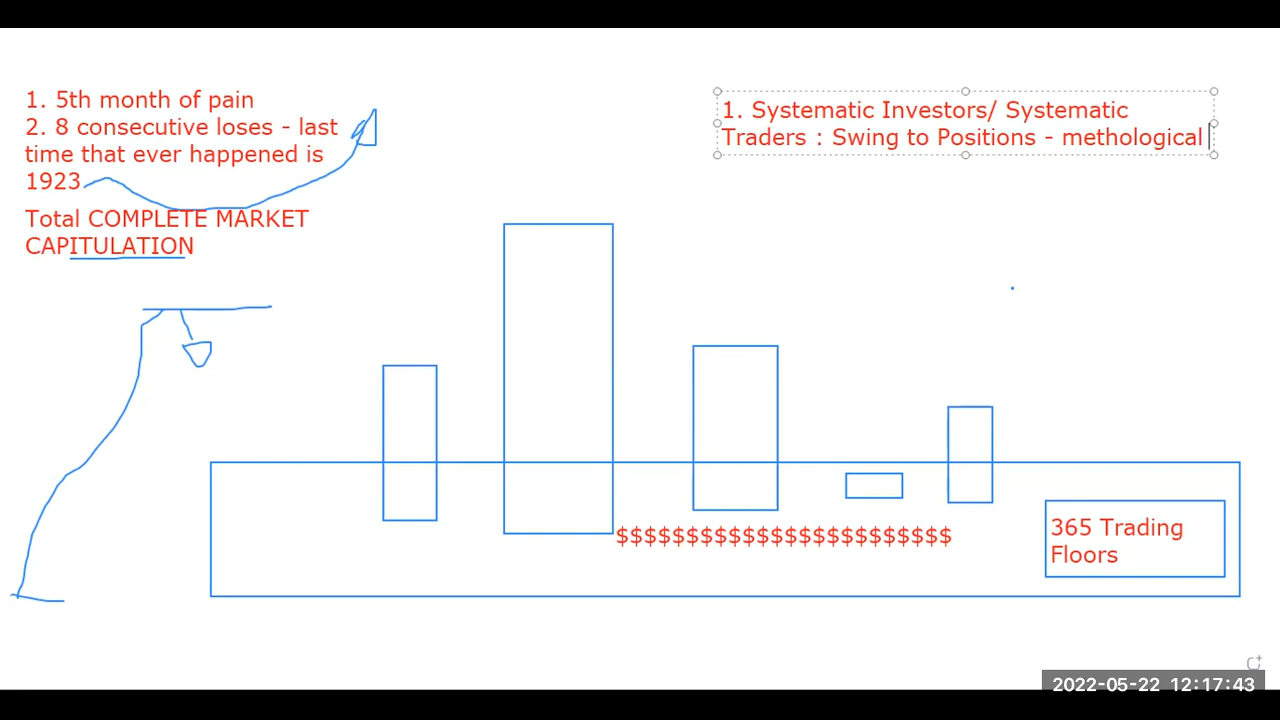 1. 5th month of pain
2. 8 consecutive loses - last
time that ever happened is
1923
Total COMPLETE MARKET
CAPITULATION
1. Systematic Investors/ Systematic
Traders : Swing to Positions - methological
$$$$$$$$$$$$$$$$$$$$$$$$
365 Trading
Floors
2022-05-22 12:17:43